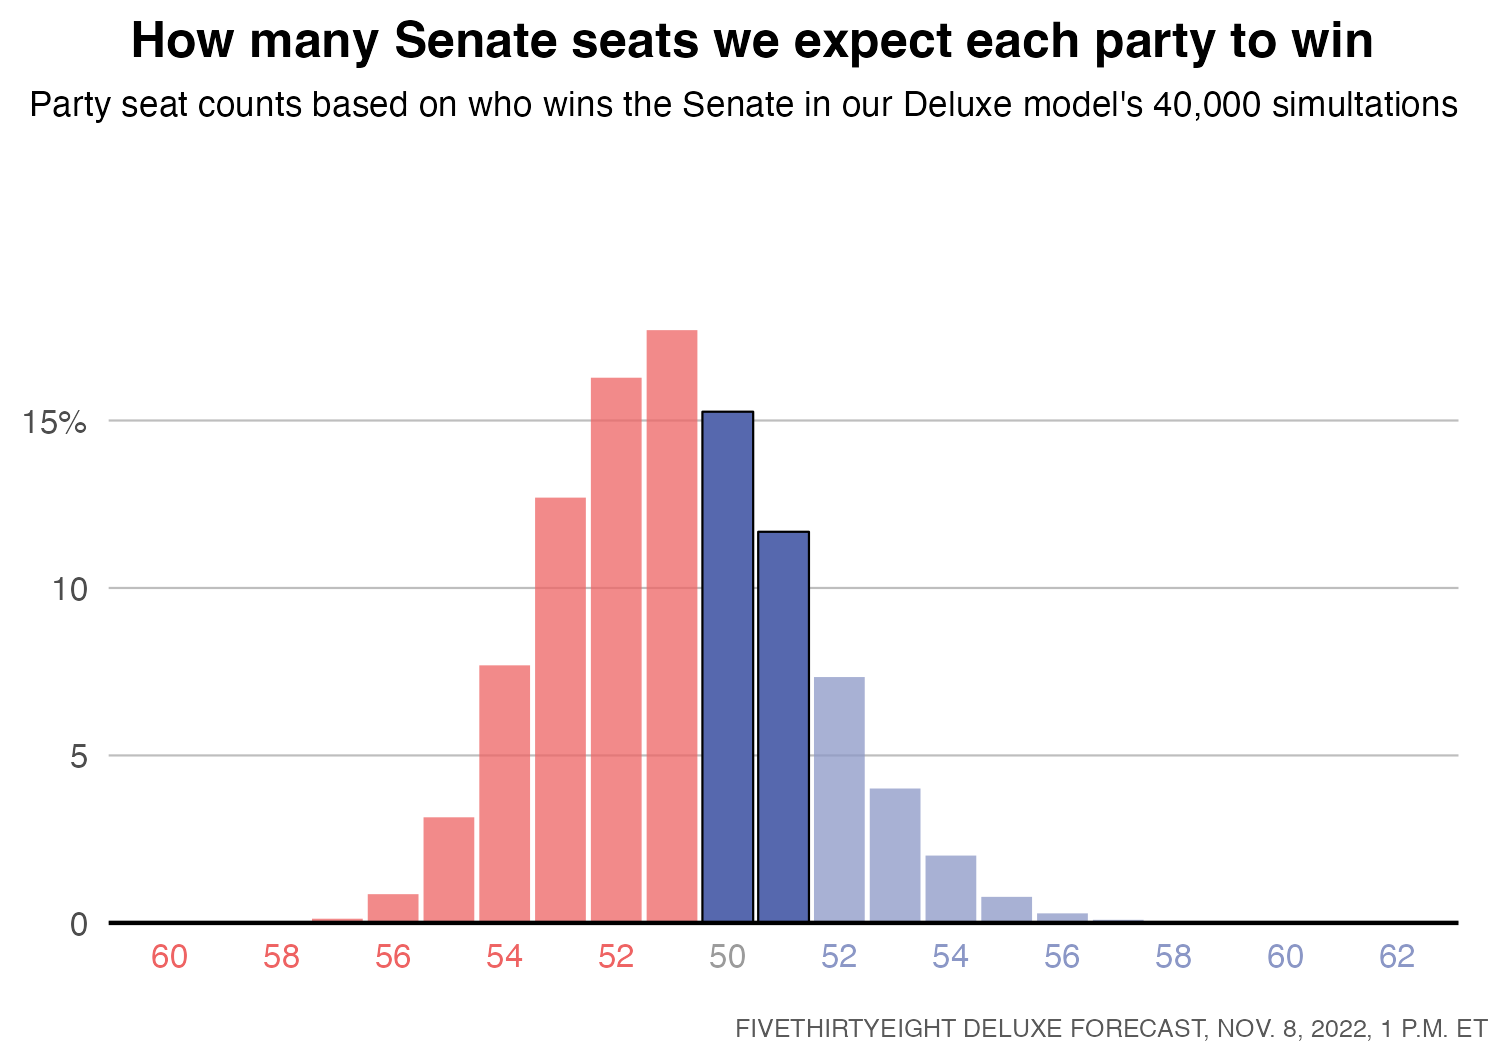 How many Senate seats we expect each party to win
Party seat counts based on who wins the Senate in our Deluxe model's 40,000 simultations
15%
10
5
0
60 58 56 54 52 50 52 54 56 58 60 62
FIVETHIRTYEIGHT DELUXE FORECAST, NOV. 8, 2022, 1 P.M. ET